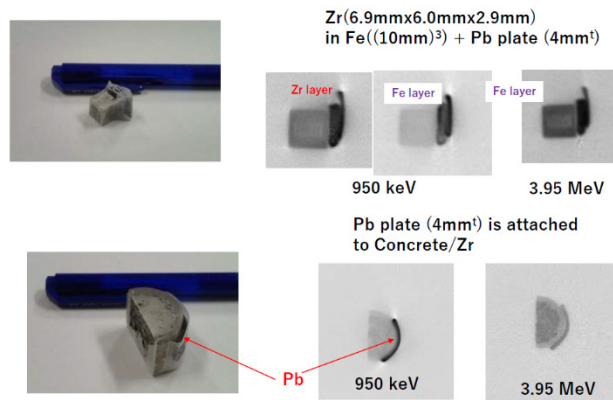 Zr(6.9mmx6.0mmx2.9mm)
in Fe((10mm)³) + Pb plate (4mmᵗ)
Zr layer
Fe layer
Fe layer
950 keV
3.95 MeV
Pb plate (4mmᵗ) is attached
to Concrete/Zr
Pb
950 keV
3.95 MeV